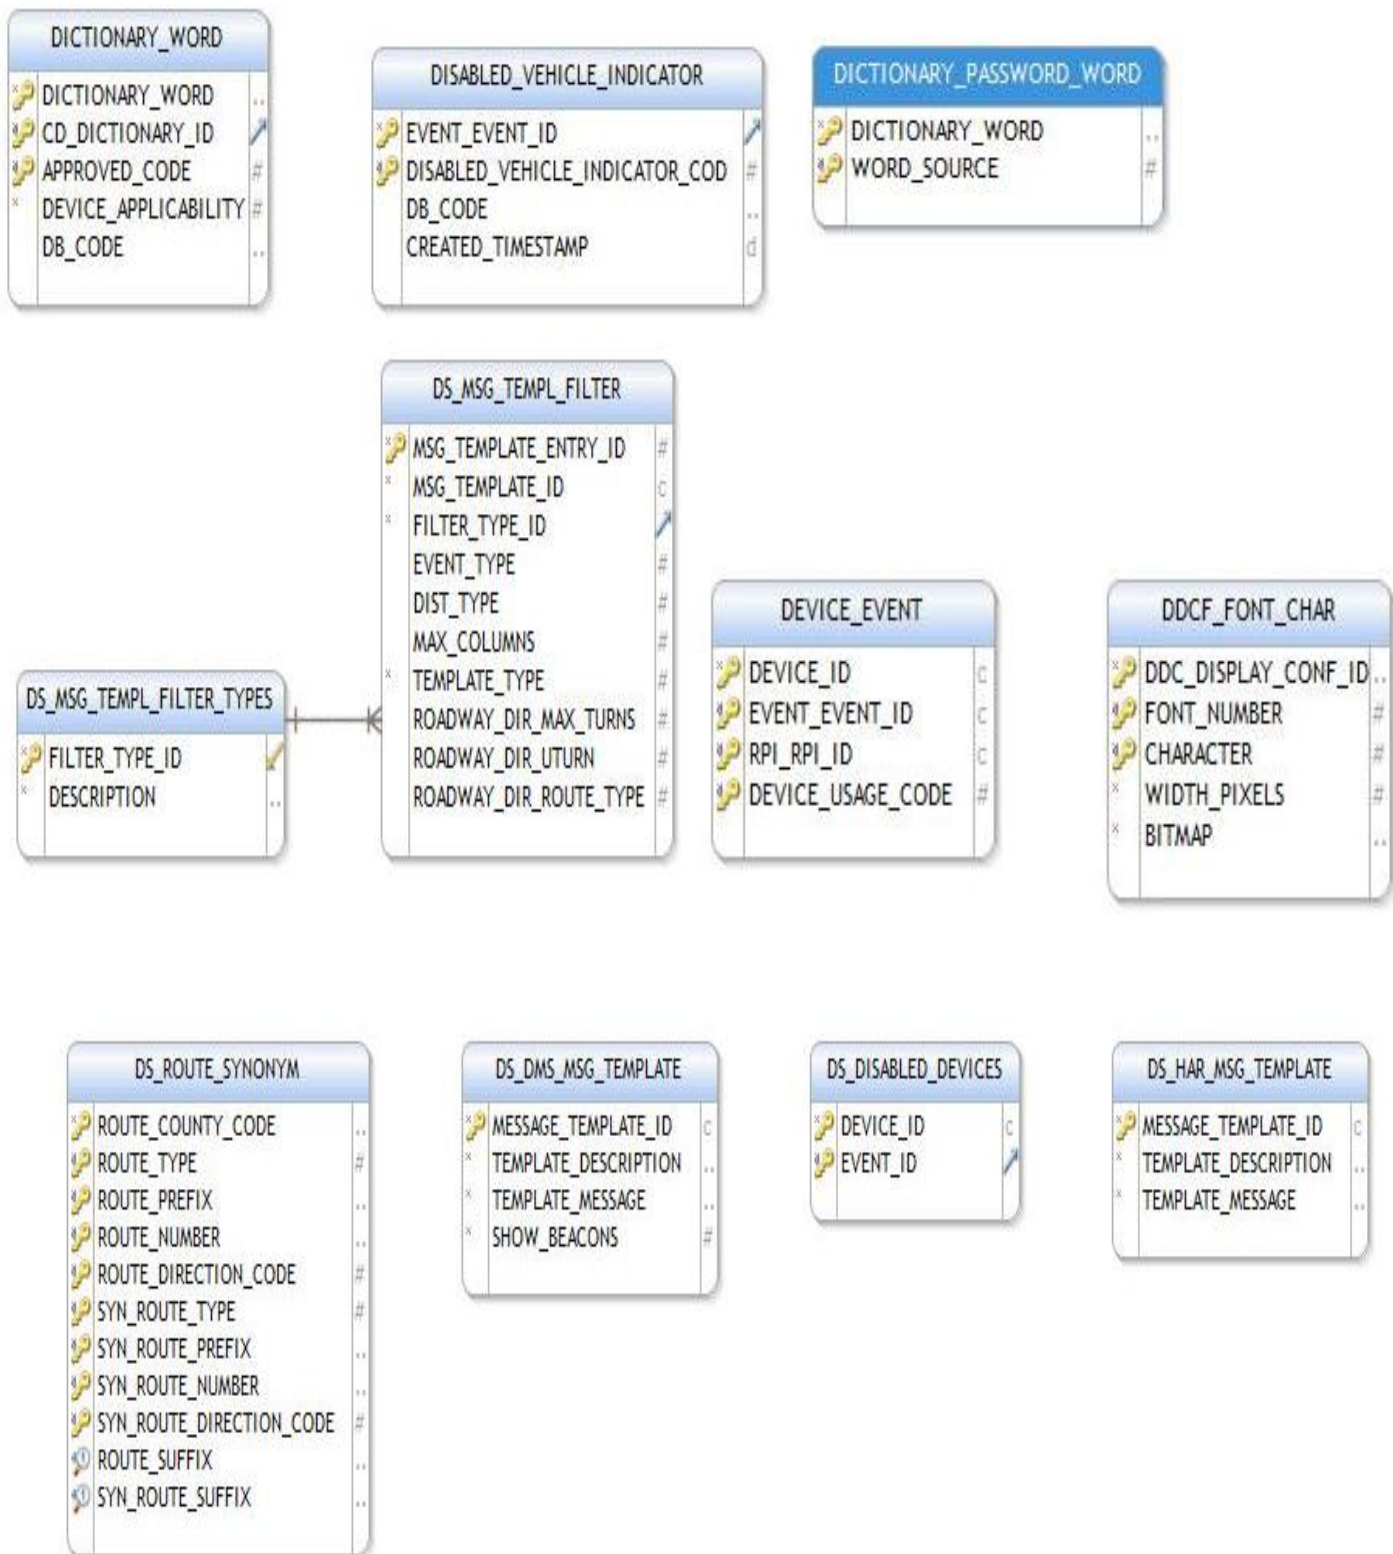 DICTIONARY_WORD
DICTIONARY_WORD ..
CD_DICTIONARY_ID
APPROVED_CODE #
DEVICE_APPLICABILITY #
DB_CODE ..
DISABLED_VEHICLE_INDICATOR
EVENT_EVENT_ID
DISABLED_VEHICLE_INDICATOR_COD #
DB_CODE ..
CREATED_TIMESTAMP d
DICTIONARY_PASSWORD_WORD
DICTIONARY_WORD ..
WORD_SOURCE #
DS_MSG_TEMPL_FILTER_TYPES
FILTER_TYPE_ID
DESCRIPTION ..
DS_MSG_TEMPL_FILTER
MSG_TEMPLATE_ENTRY_ID #
MSG_TEMPLATE_ID c
FILTER_TYPE_ID
EVENT_TYPE #
DIST_TYPE #
MAX_COLUMNS #
TEMPLATE_TYPE #
ROADWAY_DIR_MAX_TURNS #
ROADWAY_DIR_UTURN #
ROADWAY_DIR_ROUTE_TYPE #
DEVICE_EVENT
DEVICE_ID c
EVENT_EVENT_ID c
RPI_RPI_ID c
DEVICE_USAGE_CODE #
DDCF_FONT_CHAR
DDC_DISPLAY_CONF_ID ..
FONT_NUMBER #
CHARACTER #
WIDTH_PIXELS #
BITMAP ..
DS_ROUTE_SYNONYM
ROUTE_COUNTY_CODE ..
ROUTE_TYPE #
ROUTE_PREFIX ..
ROUTE_NUMBER ..
ROUTE_DIRECTION_CODE #
SYN_ROUTE_TYPE #
SYN_ROUTE_PREFIX ..
SYN_ROUTE_NUMBER ..
SYN_ROUTE_DIRECTION_CODE #
ROUTE_SUFFIX ..
SYN_ROUTE_SUFFIX ..
DS_DMS_MSG_TEMPLATE
MESSAGE_TEMPLATE_ID c
TEMPLATE_DESCRIPTION ..
TEMPLATE_MESSAGE ..
SHOW_BEACONS #
DS_DISABLED_DEVICES
DEVICE_ID c
EVENT_ID
DS_HAR_MSG_TEMPLATE
MESSAGE_TEMPLATE_ID c
TEMPLATE_DESCRIPTION ..
TEMPLATE_MESSAGE ..